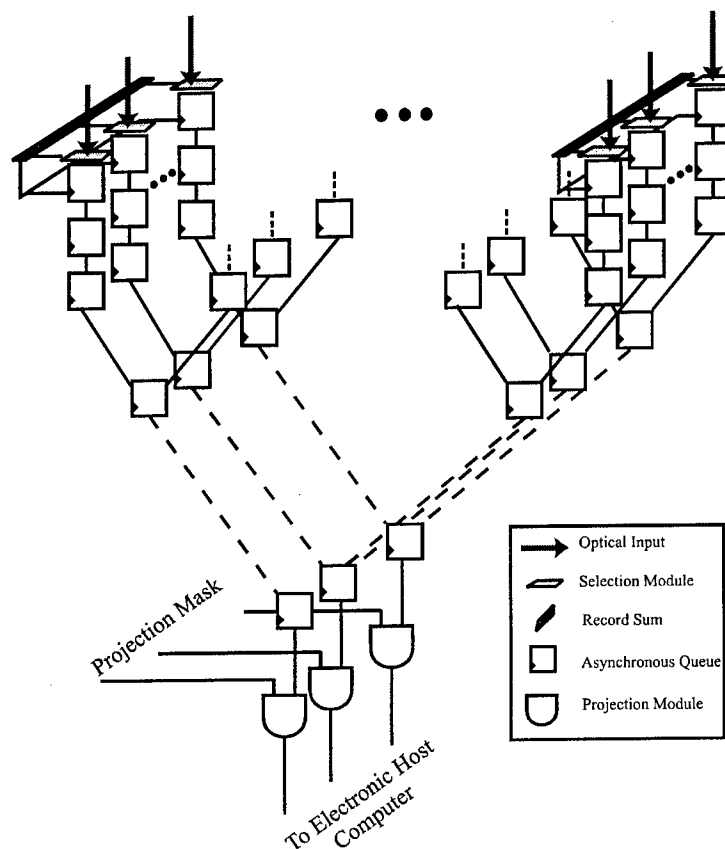 Optical Input
Selection Module
Record Sum
Asynchronous Queue
Projection Module
Projection Mask
To Electronic Host
Computer